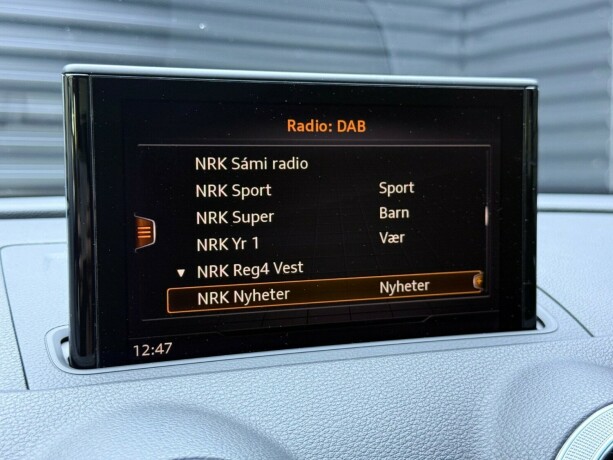 Radio: DAB
NRK Sámi radio
NRK Sport Sport
NRK Super Barn
NRK Yr 1 Vær
▼ NRK Reg4 Vest
NRK Nyheter Nyheter
12:47